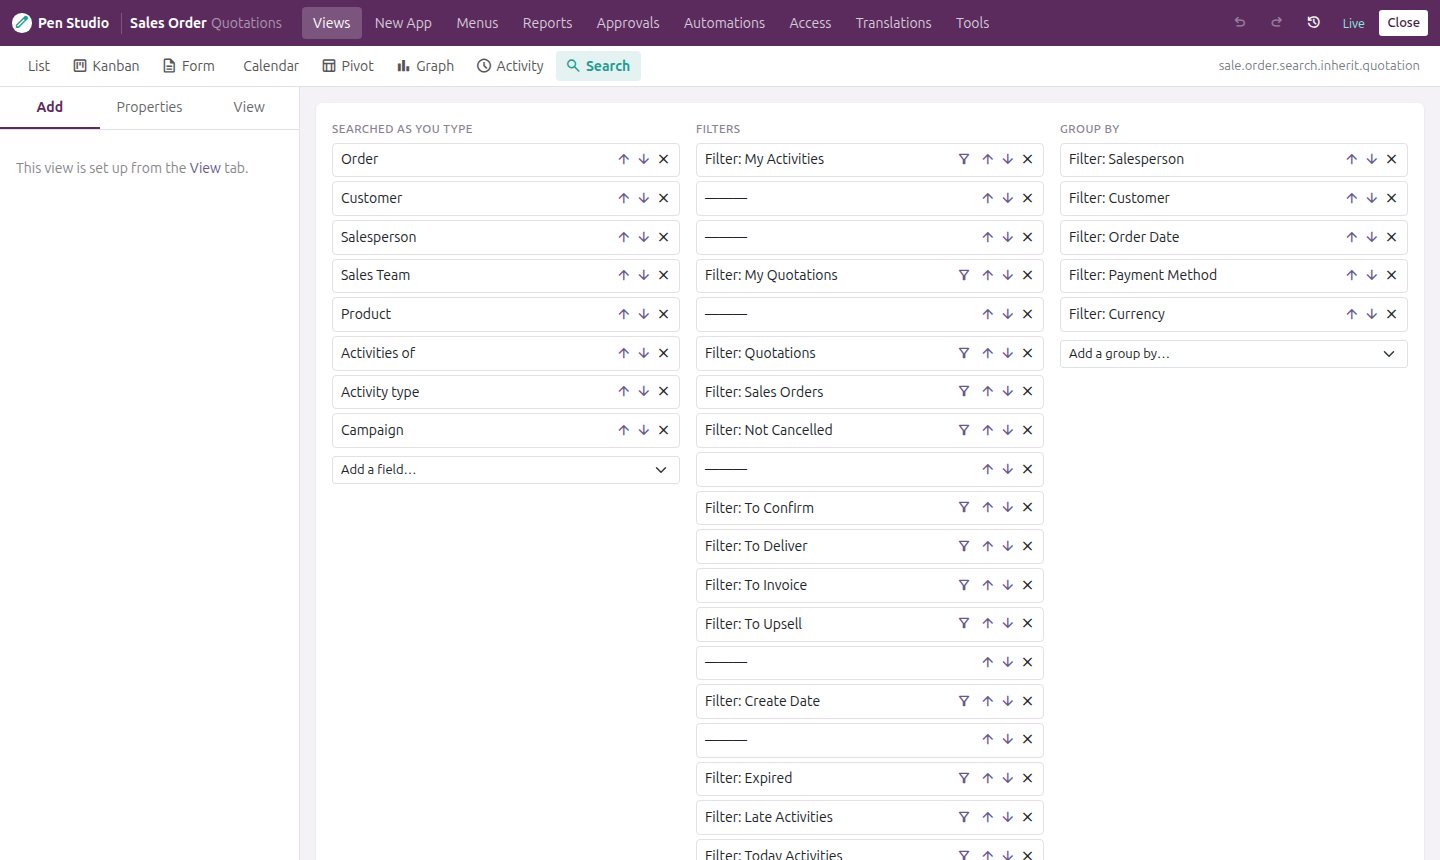 Pen Studio Sales Order Quotations Views New App Menus Reports Approvals Automations Access Translations Tools Live Close
List Kanban Form Calendar Pivot Graph Activity Search sale.order.search.inherit.quotation
Add Properties View
This view is set up from the View tab.
SEARCHED AS YOU TYPE
Order
Customer
Salesperson
Sales Team
Product
Activities of
Activity type
Campaign
Add a field...
FILTERS
Filter: My Activities
Filter: My Quotations
Filter: Quotations
Filter: Sales Orders
Filter: Not Cancelled
Filter: To Confirm
Filter: To Deliver
Filter: To Invoice
Filter: To Upsell
Filter: Create Date
Filter: Expired
Filter: Late Activities
Filter: Today Activities
GROUP BY
Filter: Salesperson
Filter: Customer
Filter: Order Date
Filter: Payment Method
Filter: Currency
Add a group by...